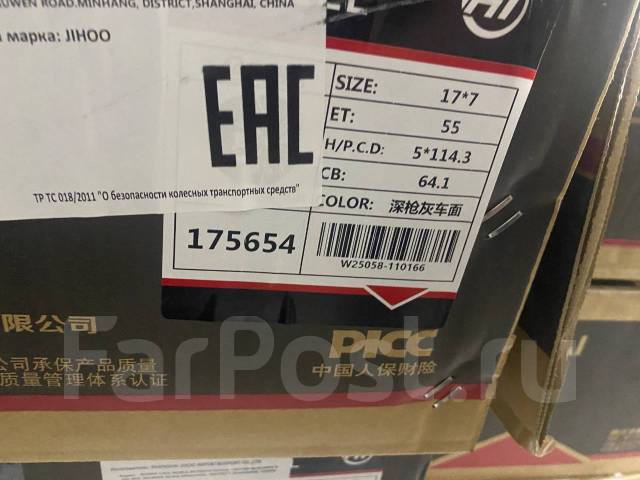 ROAD.MINHANG, DISTRICT,SHANGHAI, CHINA
марка: JIHOO
EAC
ТР ТС 018/2011 "О безопасности колесных транспортных средств"
SIZE: 17*7
ET: 55
H/P.C.D: 5*114.3
CB: 64.1
COLOR: 深枪灰车面
175654
W25058-110166
限公司
公司承保产品质量
质量管理体系认证
PICC
中国人保财险
FarPost.ru